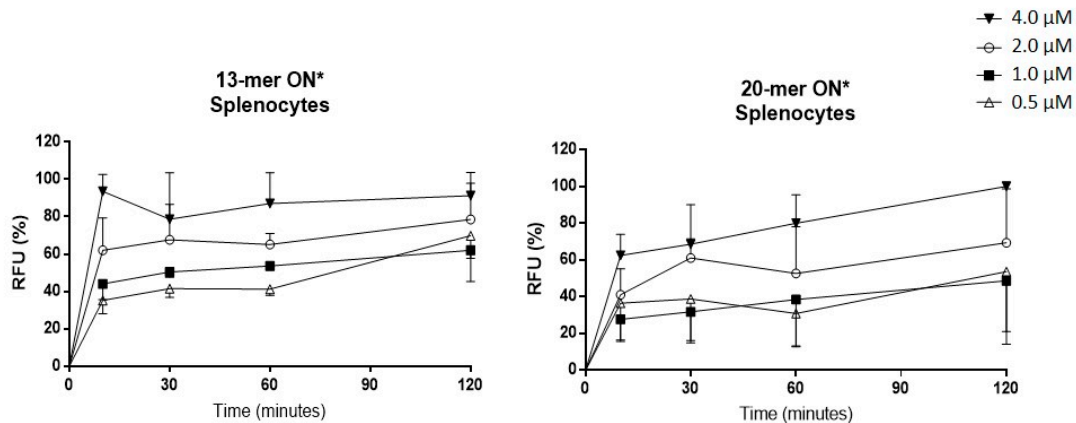 4.0 µM
2.0 µM
1.0 µM
0.5 µM
13-mer ON*
Splenocytes
120
100
80
60
40
20
0
RFU (%)
0 30 60 90 120
Time (minutes)
20-mer ON*
Splenocytes
120
100
80
60
40
20
0
RFU (%)
0 30 60 90 120
Time (minutes)